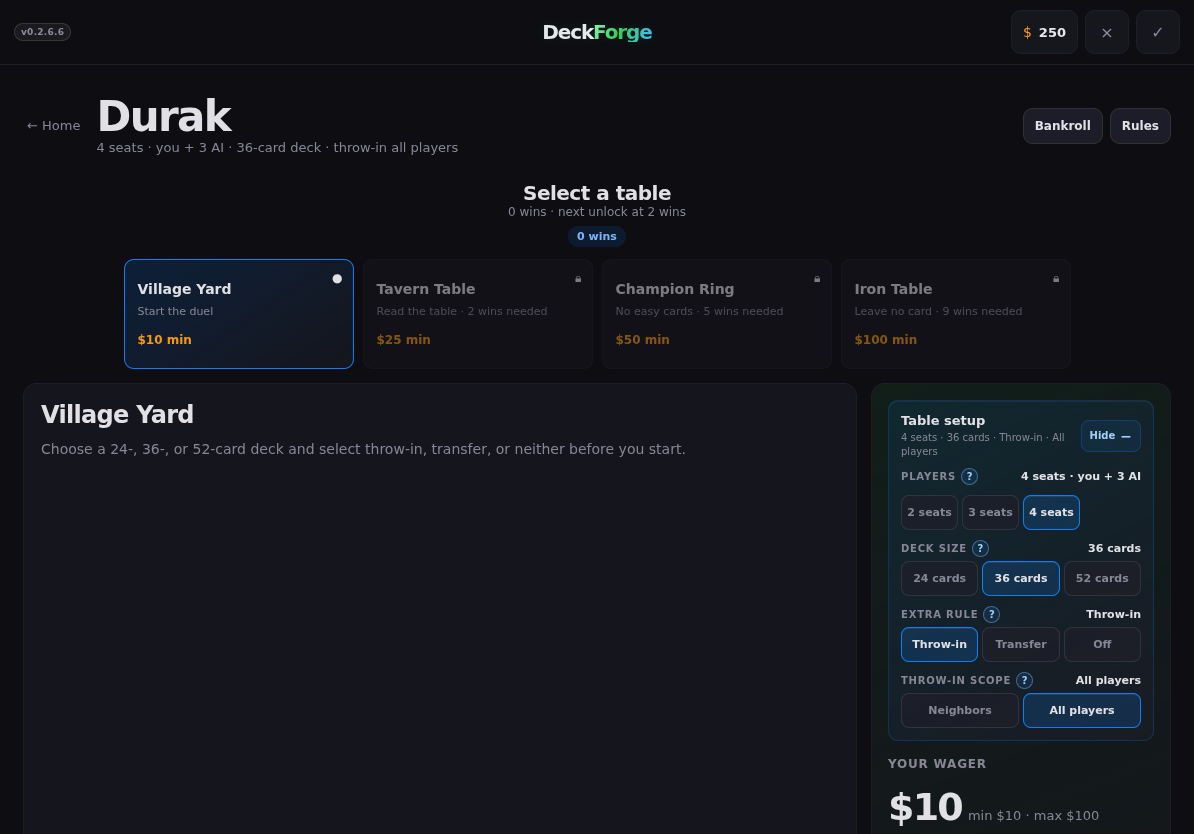 v0.2.6.6
DeckForge
$ 250
×
✓
← Home
Durak
4 seats · you + 3 AI · 36-card deck · throw-in all players
Bankroll
Rules
Select a table
0 wins · next unlock at 2 wins
0 wins
Village Yard
Start the duel
$10 min
Tavern Table
Read the table · 2 wins needed
$25 min
Champion Ring
No easy cards · 5 wins needed
$50 min
Iron Table
Leave no card · 9 wins needed
$100 min
Village Yard
Choose a 24-, 36-, or 52-card deck and select throw-in, transfer, or neither before you start.
Table setup
4 seats · 36 cards · Throw-in · All
players
Hide —
PLAYERS ? 4 seats · you + 3 AI
2 seats 3 seats 4 seats
DECK SIZE ? 36 cards
24 cards 36 cards 52 cards
EXTRA RULE ? Throw-in
Throw-in Transfer Off
THROW-IN SCOPE ? All players
Neighbors All players
YOUR WAGER
$10 min $10 · max $100